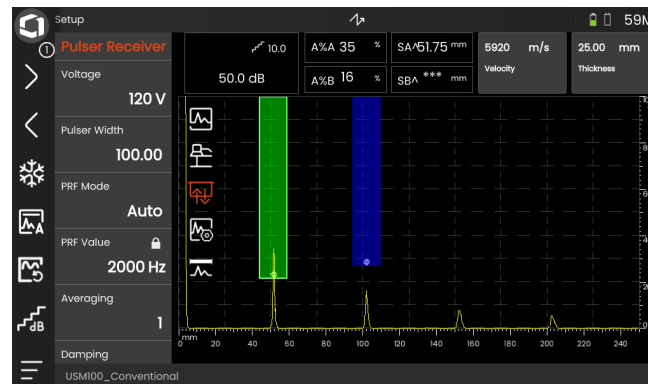 Setup
59M
1
Pulser Receiver
10.0
50.0 dB
A%A 35 %
A%B 16 %
SA^51.75 mm
SB^ *** mm
5920 m/s
Velocity
25.00 mm
Thickness
Voltage
120 V
Pulser Width
100.00
PRF Mode
Auto
PRF Value
2000 Hz
Averaging
1
Damping
A
dB
mm
0 20 40 60 80 100 120 140 160 180 200 220 240
USM100_Conventional